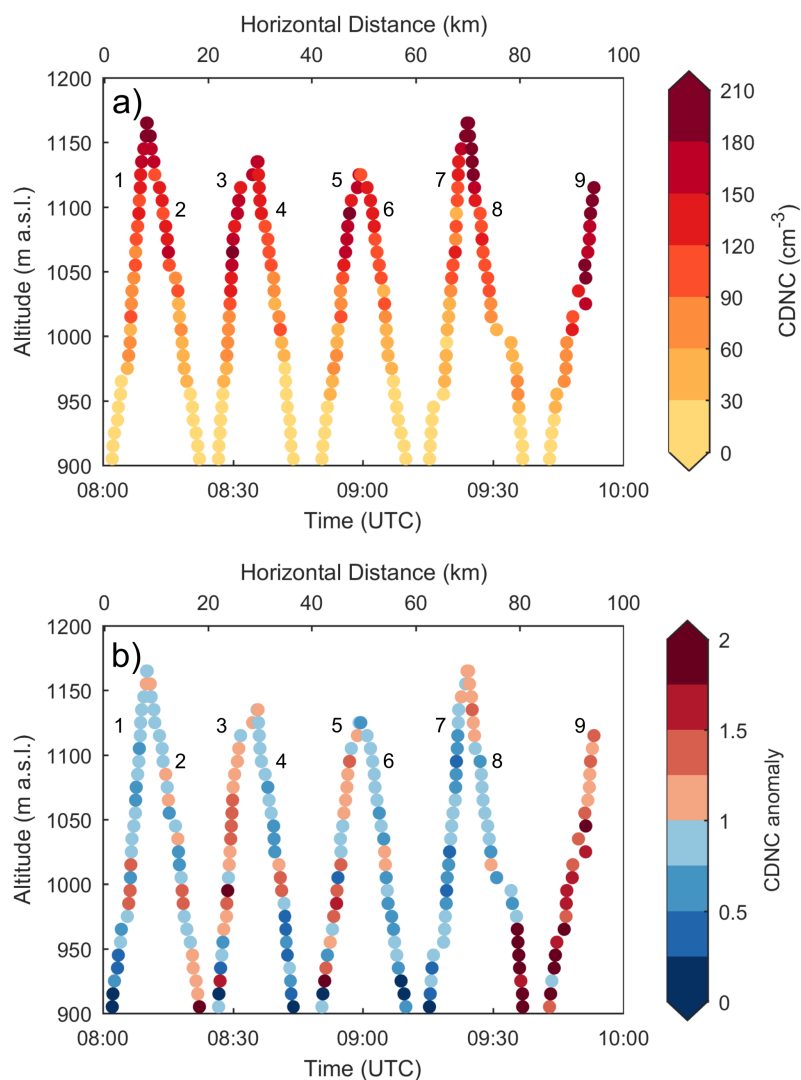 Horizontal Distance (km)
0 20 40 60 80 100
a)
1200
1150
1100
1050
1000
950
900
Altitude (m a.s.l.)
1 2 3 4 5 6 7 8 9
08:00 08:30 09:00 09:30 10:00
Time (UTC)
210
180
150
120
90
60
30
0
CDNC (cm-3)
Horizontal Distance (km)
0 20 40 60 80 100
b)
1200
1150
1100
1050
1000
950
900
Altitude (m a.s.l.)
1 2 3 4 5 6 7 8 9
08:00 08:30 09:00 09:30 10:00
Time (UTC)
2
1.5
1
0.5
0
CDNC anomaly